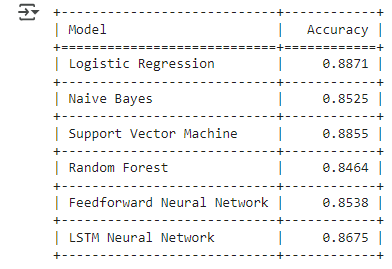 Model Accuracy
Logistic Regression 0.8871
Naive Bayes 0.8525
Support Vector Machine 0.8855
Random Forest 0.8464
Feedforward Neural Network 0.8538
LSTM Neural Network 0.8675